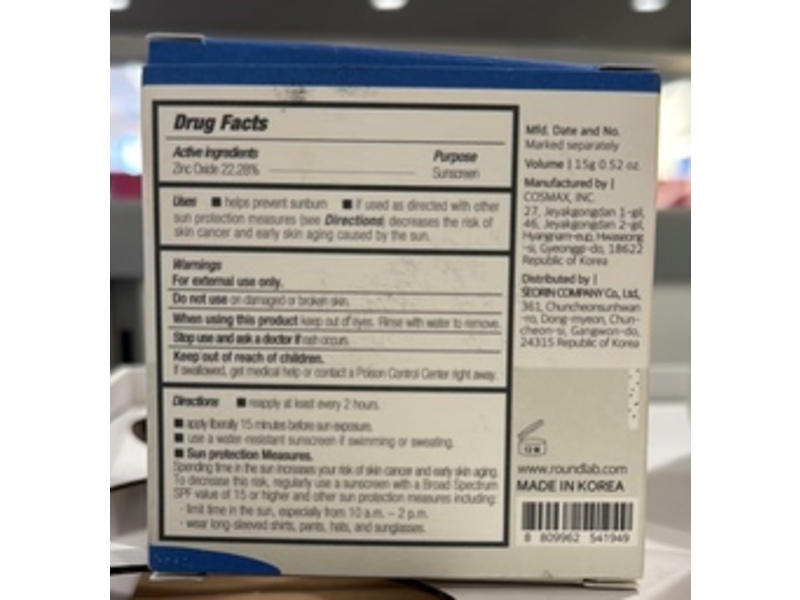 Drug Facts
Active ingredients Purpose
Zinc Oxide 22.28% Sunscreen
Uses ■ helps prevent sunburn ■ if used as directed with other
sun protection measures (see Directions) decreases the risk of
skin cancer and early skin aging caused by the sun.
Warnings
For external use only.
Do not use on damaged or broken skin.
When using this product keep out of eyes. Rinse with water to remove.
Stop use and ask a doctor if rash occurs.
Keep out of reach of children.
If swallowed, get medical help or contact a Poison Control Center right away.
Directions ■ reapply at least every 2 hours.
■ apply liberally 15 minutes before sun exposure.
■ use a water-resistant sunscreen if swimming or sweating.
■ Sun protection Measures.
Spending time in the sun increases your risk of skin cancer and early skin aging.
To decrease this risk, regularly use a sunscreen with a Broad Spectrum
SPF value of 15 or higher and other sun protection measures including:
- limit time in the sun, especially from 10 a.m. – 2 p.m.
- wear long-sleeved shirts, pants, hats, and sunglasses.
Mfd. Date and No.
Marked separately
Volume | 15g 0.52 oz.
Manufactured by |
COSMAX, INC.
27, Jeyakgongdan 1-gil,
46, Jeyakgongdan 2-gil,
Hyangnam-eup, Hwaseong
-si, Gyeonggi-do, 18622
Republic of Korea
Distributed by |
SEORIN COMPANY Co., Ltd.,
361, Chuncheonsunhwan
-ro, Dong-myeon, Chun-
cheon-si, Gangwon-do,
24315 Republic of Korea
12 M
www.roundlab.com
MADE IN KOREA
8 809962 541949